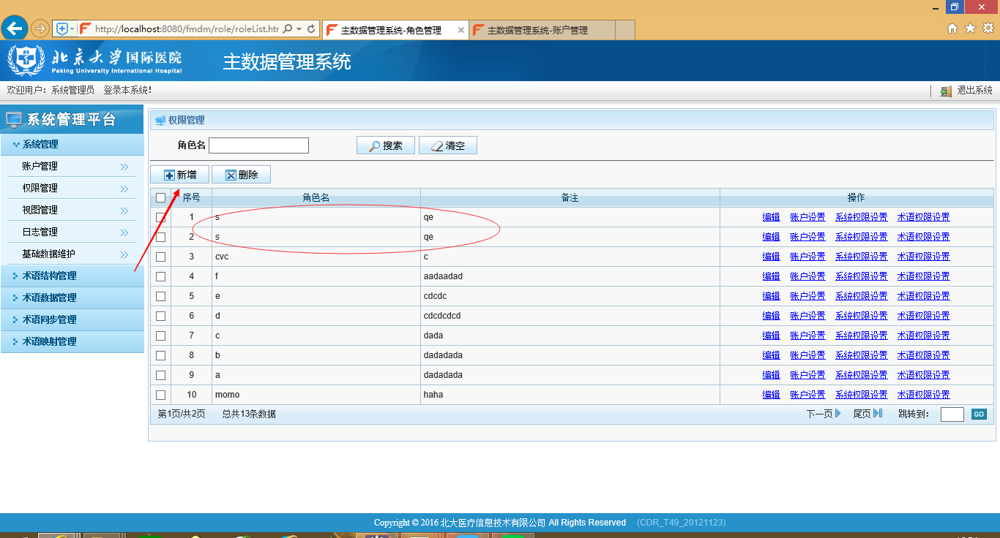 http://localhost:8080/fmdm/role/roleList.htr
主数据管理系统-角色管理
主数据管理系统-账户管理
北京大学国际医院
Peking University International Hospital
主数据管理系统
欢迎用户: 系统管理员 登录本系统!
退出系统
系统管理平台
系统管理
账户管理
权限管理
视图管理
日志管理
基础数据维护
术语结构管理
术语数据管理
术语同步管理
术语映射管理
权限管理
角色名 搜索 清空
新增 删除
序号 角色名 备注 操作
1 s qe 编辑 账户设置 系统权限设置 术语权限设置
2 s qe 编辑 账户设置 系统权限设置 术语权限设置
3 cvc c 编辑 账户设置 系统权限设置 术语权限设置
4 f aadaadad 编辑 账户设置 系统权限设置 术语权限设置
5 e cdcdc 编辑 账户设置 系统权限设置 术语权限设置
6 d cdcdcdcd 编辑 账户设置 系统权限设置 术语权限设置
7 c dada 编辑 账户设置 系统权限设置 术语权限设置
8 b dadadada 编辑 账户设置 系统权限设置 术语权限设置
9 a dadadada 编辑 账户设置 系统权限设置 术语权限设置
10 momo haha 编辑 账户设置 系统权限设置 术语权限设置
第1页/共2页 总共13条数据 下一页 尾页 跳转到: GO
Copyright © 2016 北大医疗信息技术有限公司 All Rights Reserved (CDR_T49_20121123)